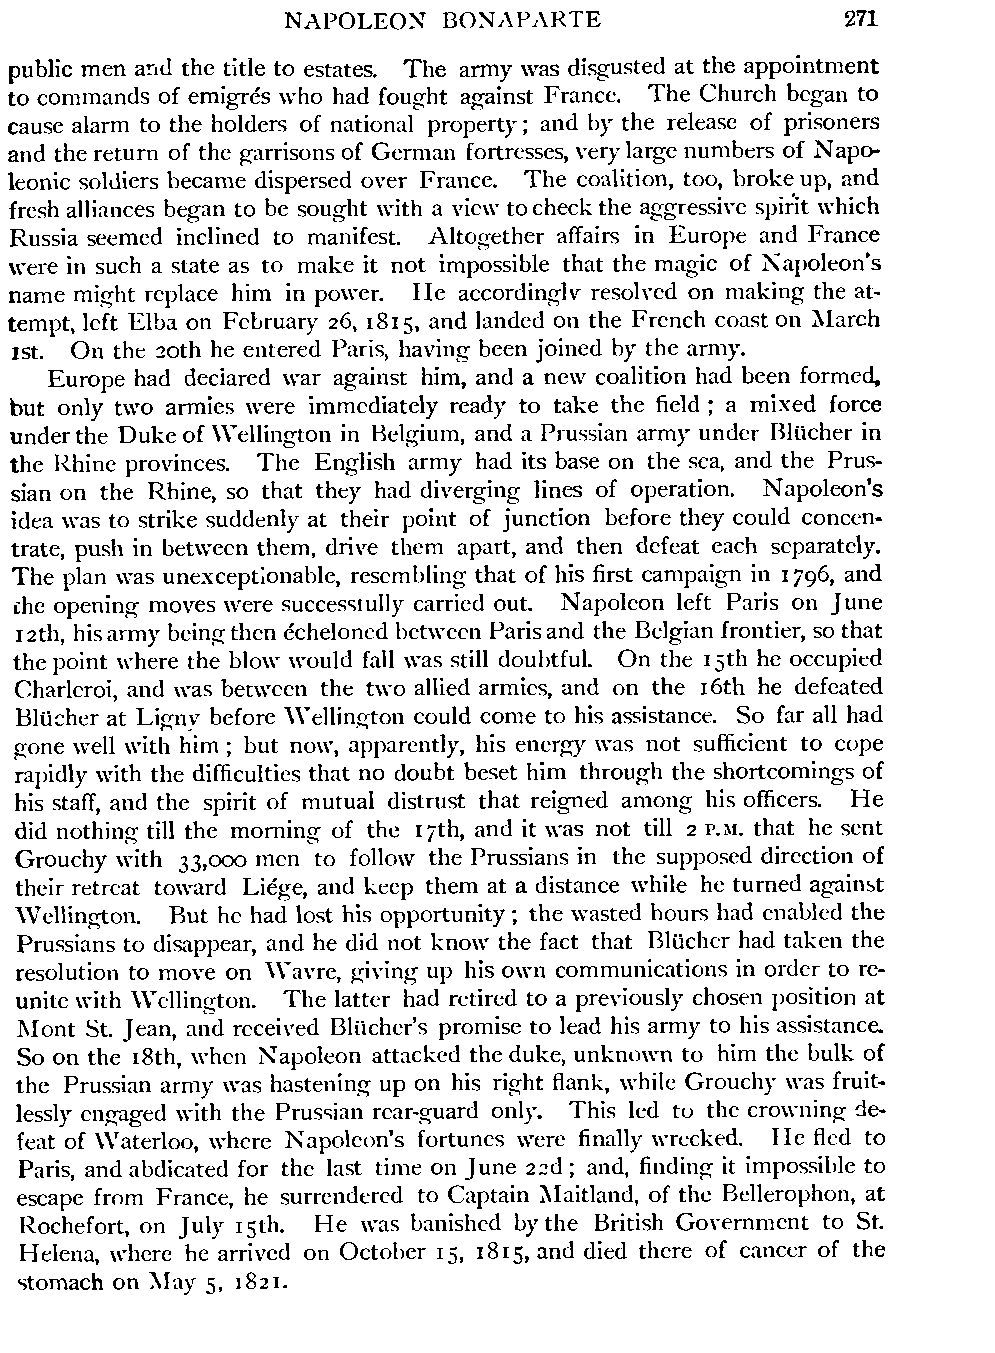 NAPOLEON BONAPARTE 271
public men and the title to estates. The army was disgusted at the appointment
to commands of emigrés who had fought against France. The Church began to
cause alarm to the holders of national property; and by the release of prisoners
and the return of the garrisons of German fortresses, very large numbers of Napo-
leonic soldiers became dispersed over France. The coalition, too, broke up, and
fresh alliances began to be sought with a view to check the aggressive spirit which
Russia seemed inclined to manifest. Altogether affairs in Europe and France
were in such a state as to make it not impossible that the magic of Napoleon's
name might replace him in power. He accordingly resolved on making the at-
tempt, left Elba on February 26, 1815, and landed on the French coast on March
1st. On the 20th he entered Paris, having been joined by the army.
Europe had declared war against him, and a new coalition had been formed,
but only two armies were immediately ready to take the field; a mixed force
under the Duke of Wellington in Belgium, and a Prussian army under Blücher in
the Rhine provinces. The English army had its base on the sea, and the Prus-
sian on the Rhine, so that they had diverging lines of operation. Napoleon's
idea was to strike suddenly at their point of junction before they could concen-
trate, push in between them, drive them apart, and then defeat each separately.
The plan was unexceptionable, resembling that of his first campaign in 1796, and
the opening moves were successfully carried out. Napoleon left Paris on June
12th, his army being then écheloned between Paris and the Belgian frontier, so that
the point where the blow would fall was still doubtful. On the 15th he occupied
Charleroi, and was between the two allied armies, and on the 16th he defeated
Blücher at Ligny before Wellington could come to his assistance. So far all had
gone well with him; but now, apparently, his energy was not sufficient to cope
rapidly with the difficulties that no doubt beset him through the shortcomings of
his staff, and the spirit of mutual distrust that reigned among his officers. He
did nothing till the morning of the 17th, and it was not till 2 P.M. that he sent
Grouchy with 33,000 men to follow the Prussians in the supposed direction of
their retreat toward Liége, and keep them at a distance while he turned against
Wellington. But he had lost his opportunity; the wasted hours had enabled the
Prussians to disappear, and he did not know the fact that Blücher had taken the
resolution to move on Wavre, giving up his own communications in order to re-
unite with Wellington. The latter had retired to a previously chosen position at
Mont St. Jean, and received Blücher's promise to lead his army to his assistance.
So on the 18th, when Napoleon attacked the duke, unknown to him the bulk of
the Prussian army was hastening up on his right flank, while Grouchy was fruit-
lessly engaged with the Prussian rear-guard only. This led to the crowning de-
feat of Waterloo, where Napoleon's fortunes were finally wrecked. He fled to
Paris, and abdicated for the last time on June 22d; and, finding it impossible to
escape from France, he surrendered to Captain Maitland, of the Bellerophon, at
Rochefort, on July 15th. He was banished by the British Government to St.
Helena, where he arrived on October 15, 1815, and died there of cancer of the
stomach on May 5, 1821.